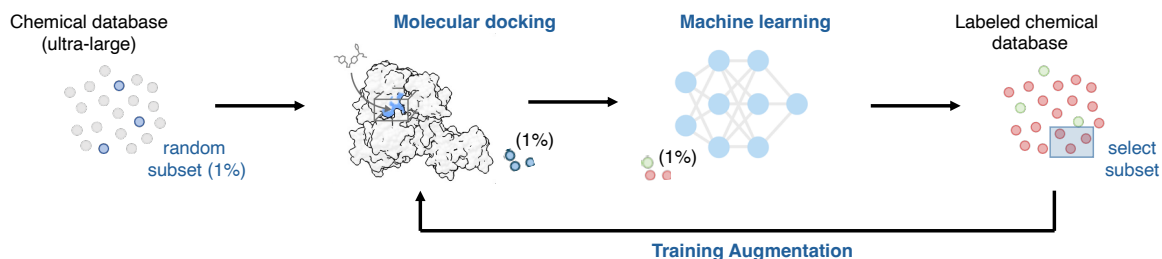 Chemical database
(ultra-large)
random
subset (1%)
Molecular docking
(1%)
Machine learning
(1%)
Labeled chemical
database
select
subset
Training Augmentation